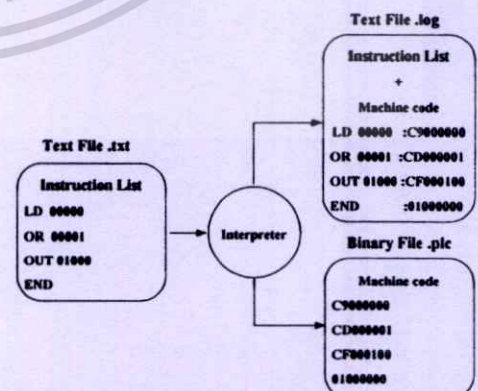 Text File .txt
Instruction List
LD 00000
OR 00001
OUT 01000
END
Interpreter
Text File .log
Instruction List
+
Machine code
LD 00000 :C9000000
OR 00001 :CD000001
OUT 01000 :CF000100
END :01000000
Binary File .plc
Machine code
C9000000
CD000001
CF000100
01000000